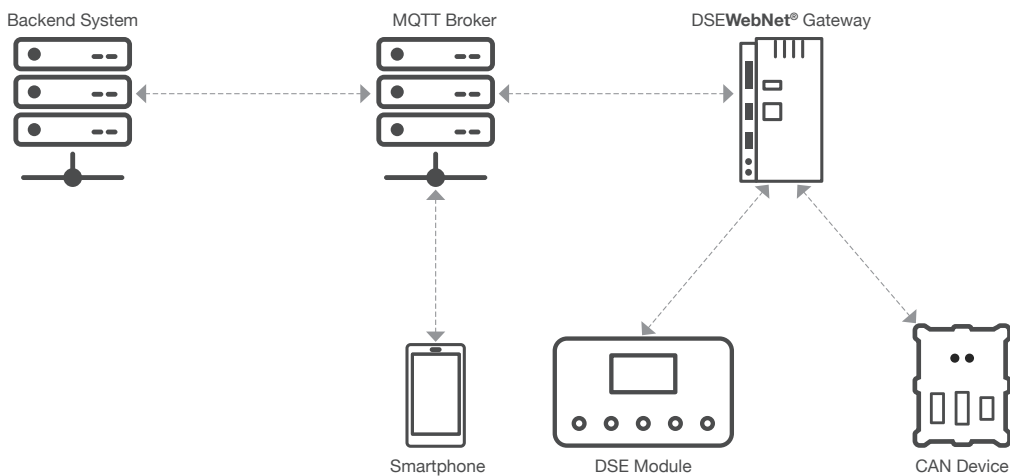 Backend System
MQTT Broker
DSEWebNet® Gateway
Smartphone
DSE Module
CAN Device